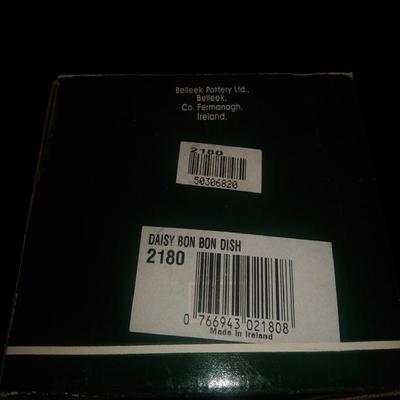 Belleek Pottery Ltd.,
Belleek,
Co. Fermanagh,
Ireland.
2180
50306820
DAISY BON BON DISH
2180
0 766943 021808
Made in Ireland